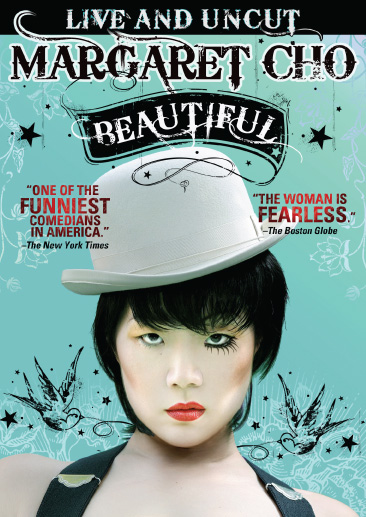 LIVE AND UNCUT
MARGARET CHO
BEAUTIFUL
"ONE OF THE
FUNNIEST
COMEDIANS
IN AMERICA."
–The New York Times
"THE WOMAN IS
FEARLESS."
–The Boston Globe